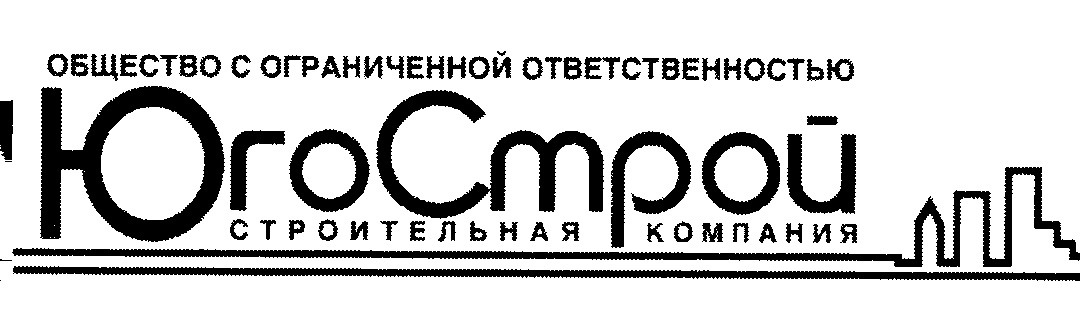 ОБЩЕСТВО С ОГРАНИЧЕННОЙ ОТВЕТСТВЕННОСТЬЮ
ЮгоСтрой
СТРОИТЕЛЬНАЯ КОМПАНИЯ